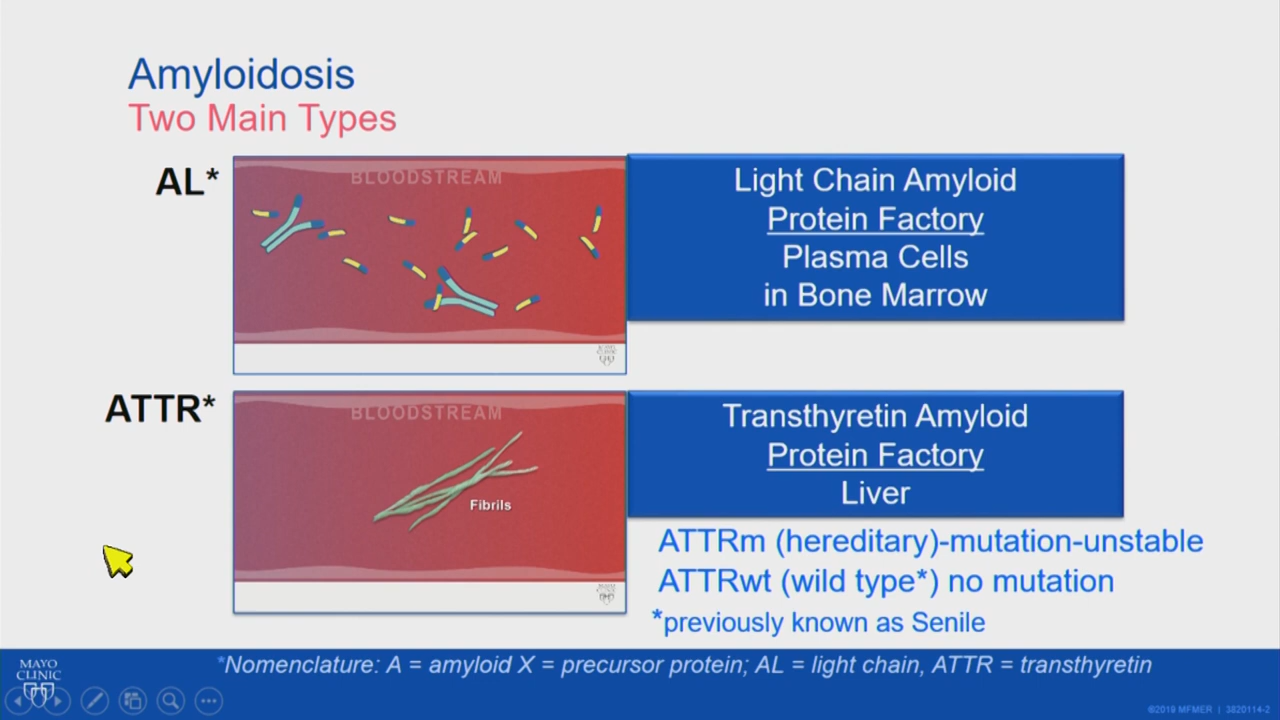 Amyloidosis
Two Main Types
AL*
BLOODSTREAM
Light Chain Amyloid
Protein Factory
Plasma Cells
in Bone Marrow
ATTR*
BLOODSTREAM
Fibrils
Transthyretin Amyloid
Protein Factory
Liver
ATTRm (hereditary)-mutation-unstable
ATTRwt (wild type*) no mutation
*previously known as Senile
*Nomenclature: A = amyloid X = precursor protein; AL = light chain, ATTR = transthyretin
MAYO
CLINIC
©2019 MFMER | 3820114-2